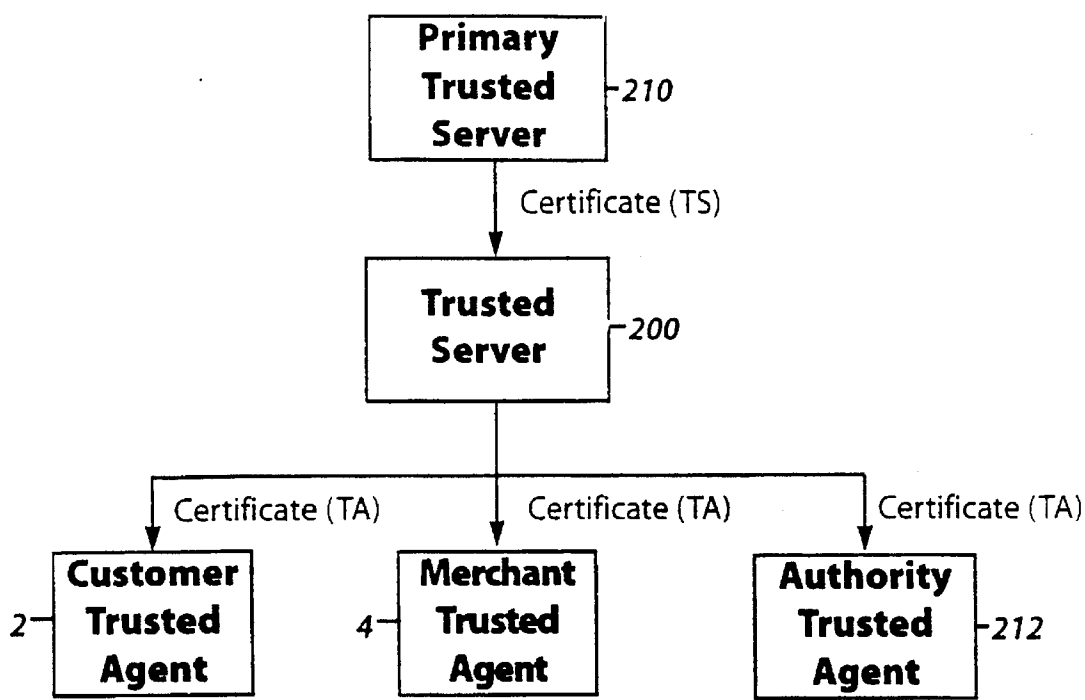 Primary
Trusted
Server
210
Certificate (TS)
Trusted
Server
200
Certificate (TA)
Certificate (TA)
Certificate (TA)
Customer
Trusted
Agent
2
Merchant
Trusted
Agent
4
Authority
Trusted
Agent
212